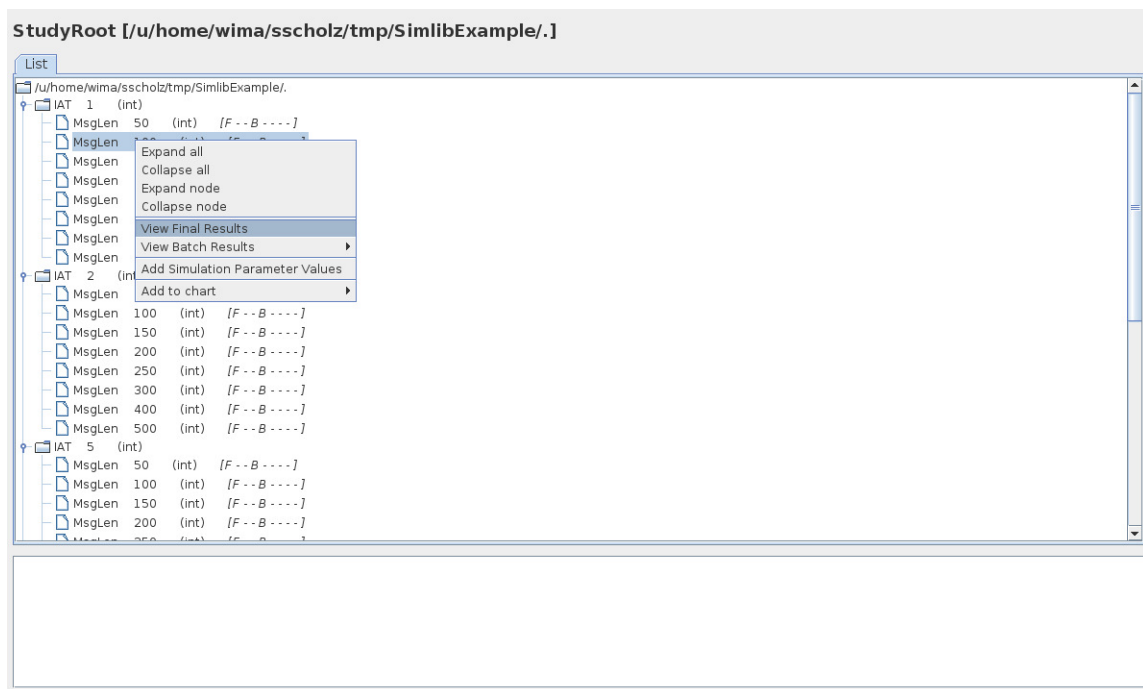 StudyRoot [/u/home/wima/sscholz/tmp/SimlibExample/.]
List
/u/home/wima/sscholz/tmp/SimlibExample/.
IAT 1 (int)
MsgLen 50 (int) [F - - B - - - -]
MsgLen
Expand all
MsgLen
Collapse all
MsgLen
Expand node
MsgLen
Collapse node
MsgLen
View Final Results
MsgLen
View Batch Results
MsgLen
Add Simulation Parameter Values
IAT 2
MsgLen
Add to chart
MsgLen 100 (int) [F - - B - - - -]
MsgLen 150 (int) [F - - B - - - -]
MsgLen 200 (int) [F - - B - - - -]
MsgLen 250 (int) [F - - B - - - -]
MsgLen 300 (int) [F - - B - - - -]
MsgLen 400 (int) [F - - B - - - -]
MsgLen 500 (int) [F - - B - - - -]
IAT 5 (int)
MsgLen 50 (int) [F - - B - - - -]
MsgLen 100 (int) [F - - B - - - -]
MsgLen 150 (int) [F - - B - - - -]
MsgLen 200 (int) [F - - B - - - -]